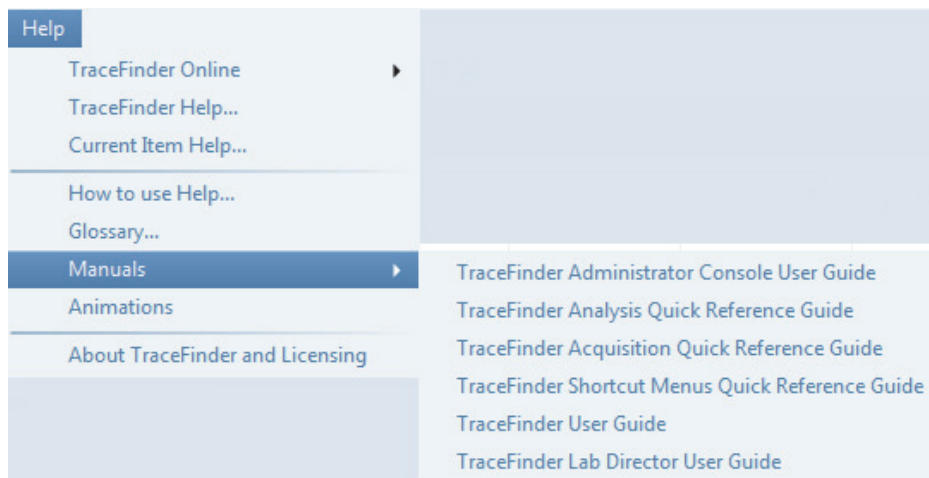 Help
TraceFinder Online
TraceFinder Help...
Current Item Help...
How to use Help...
Glossary...
Manuals
Animations
About TraceFinder and Licensing
TraceFinder Administrator Console User Guide
TraceFinder Analysis Quick Reference Guide
TraceFinder Acquisition Quick Reference Guide
TraceFinder Shortcut Menus Quick Reference Guide
TraceFinder User Guide
TraceFinder Lab Director User Guide